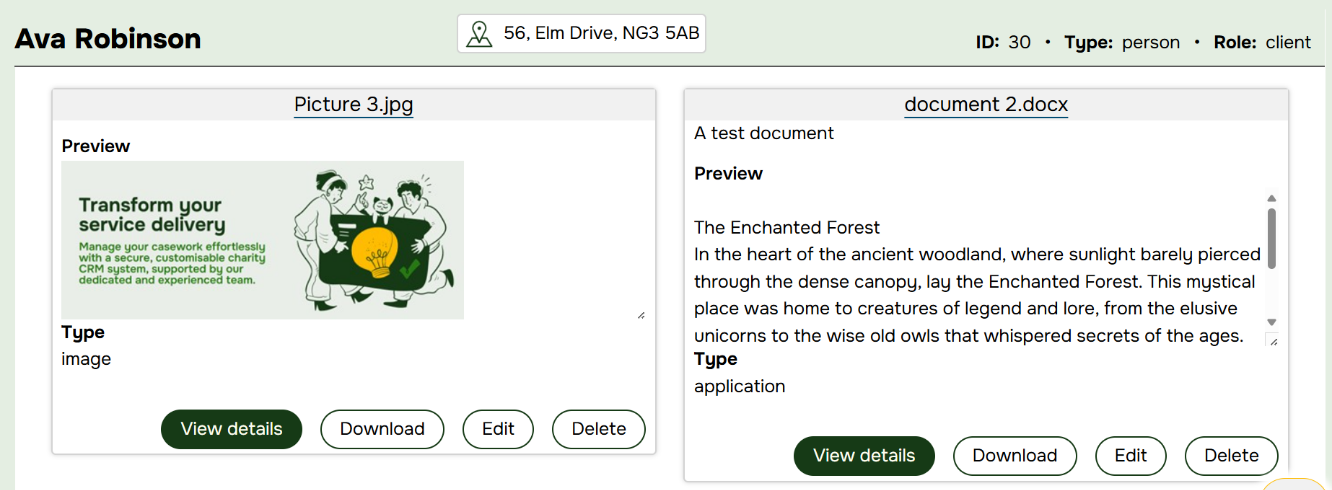 Ava Robinson
56, Elm Drive, NG3 5AB
ID: 30 • Type: person • Role: client
Picture 3.jpg
Preview
Transform your
service delivery
Manage your casework effortlessly
with a secure, customisable charity
CRM system, supported by our
dedicated and experienced team.
Type
image
View details
Download
Edit
Delete
document 2.docx
A test document
Preview
The Enchanted Forest
In the heart of the ancient woodland, where sunlight barely pierced
through the dense canopy, lay the Enchanted Forest. This mystical
place was home to creatures of legend and lore, from the elusive
unicorns to the wise old owls that whispered secrets of the ages.
Type
application
View details
Download
Edit
Delete